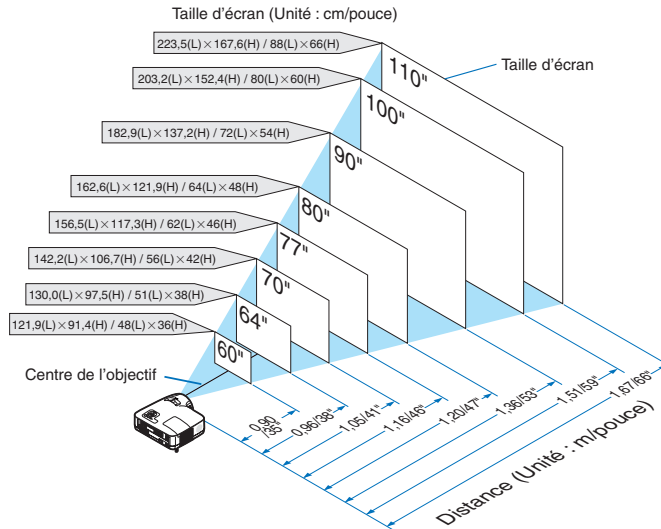 Taille d'écran (Unité : cm/pouce)
223,5(L)×167,6(H) / 88(L)×66(H)
110"
Taille d'écran
203,2(L)×152,4(H) / 80(L)×60(H)
100"
182,9(L)×137,2(H) / 72(L)×54(H)
90"
162,6(L)×121,9(H) / 64(L)×48(H)
80"
156,5(L)×117,3(H) / 62(L)×46(H)
77"
142,2(L)×106,7(H) / 56(L)×42(H)
70"
130,0(L)×97,5(H) / 51(L)×38(H)
64"
121,9(L)×91,4(H) / 48(L)×36(H)
60"
Centre de l'objectif
0,90
/35"
0,96/38"
1,05/41"
1,16/46"
1,20/47"
1,36/53"
1,51/59"
1,67/66"
Distance (Unité : m/pouce)